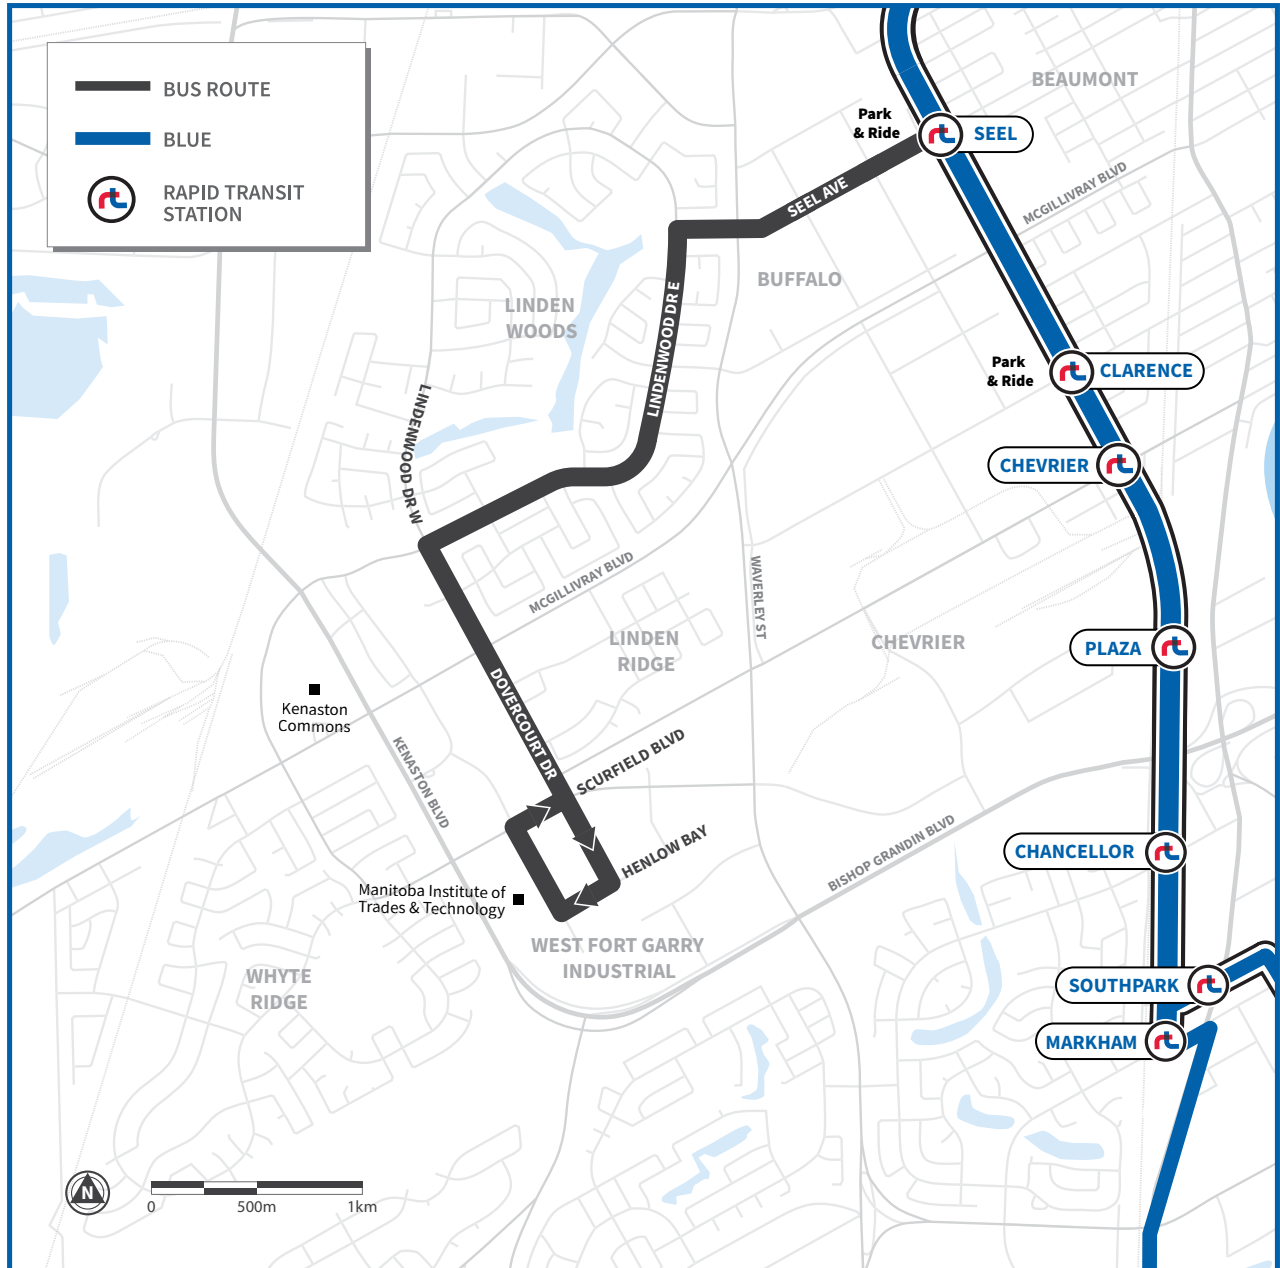 BUS ROUTE
BLUE
RAPID TRANSIT
STATION
BEAUMONT
Park
& Ride
SEEL
SEEL AVE
MCGILLIVRAY BLVD
BUFFALO
LINDEN
WOODS
LINDENWOOD DR E
Park
& Ride
CLARENCE
LINDENWOOD DR W
CHEVRIER
MCGILLIVRAY BLVD
WAVERLEY ST
LINDEN
RIDGE
CHEVRIER
PLAZA
DOVERCOURT DR
Kenaston
Commons
KENASTON BLVD
SCURFIELD BLVD
HENLOW BAY
BISHOP GRANDIN BLVD
CHANCELLOR
Manitoba Institute of
Trades & Technology
WEST FORT GARRY
INDUSTRIAL
WHYTE
RIDGE
SOUTHPARK
MARKHAM
N
0
500m
1km